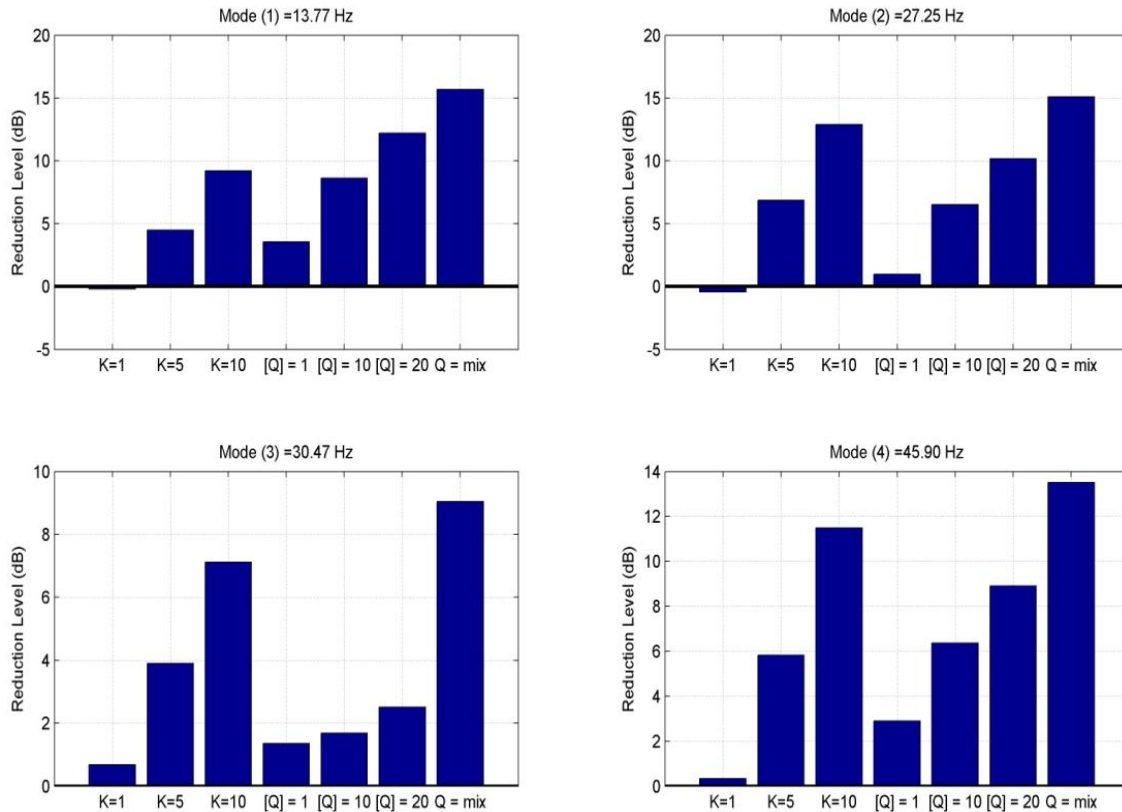 Mode (1) =13.77 Hz
20
15
10
5
0
-5
Reduction Level (dB)
K=1 K=5 K=10 [Q] = 1 [Q] = 10 [Q] = 20 Q = mix
Mode (2) =27.25 Hz
20
15
10
5
0
-5
Reduction Level (dB)
K=1 K=5 K=10 [Q] = 1 [Q] = 10 [Q] = 20 Q = mix
Mode (3) =30.47 Hz
10
8
6
4
2
0
Reduction Level (dB)
K=1 K=5 K=10 [Q] = 1 [Q] = 10 [Q] = 20 Q = mix
Mode (4) =45.90 Hz
14
12
10
8
6
4
2
0
Reduction Level (dB)
K=1 K=5 K=10 [Q] = 1 [Q] = 10 [Q] = 20 Q = mix